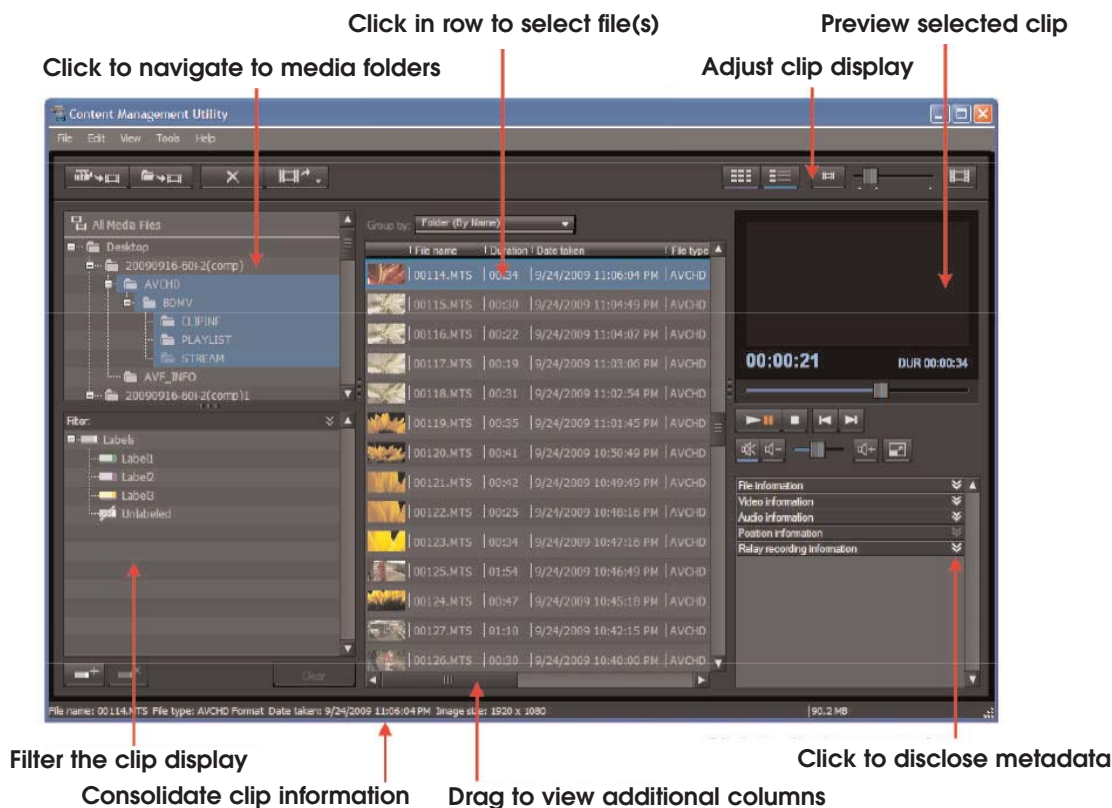 Click in row to select file(s)
Preview selected clip
Click to navigate to media folders
Adjust clip display
Content Management Utility
File Edit View Tools Help
All Media Files
Desktop
20090916-60i-2(comp)
AVCHD
BDMV
CLIPINF
PLAYLIST
STREAM
AVF_INFO
20090916-60i-2(comp)1
Filter:
Labels
Label1
Label2
Label3
Unlabeled
Clear
Group by: Folder (By Name)
File name Duration Date taken File type
00114.MTS 00:34 9/24/2009 11:06:04 PM AVCHD
00115.MTS 00:30 9/24/2009 11:04:49 PM AVCHD
00116.MTS 00:22 9/24/2009 11:04:07 PM AVCHD
00117.MTS 00:19 9/24/2009 11:03:06 PM AVCHD
00118.MTS 00:31 9/24/2009 11:02:54 PM AVCHD
00119.MTS 00:35 9/24/2009 11:01:45 PM AVCHD
00120.MTS 00:41 9/24/2009 10:50:49 PM AVCHD
00121.MTS 00:42 9/24/2009 10:49:49 PM AVCHD
00122.MTS 00:25 9/24/2009 10:48:16 PM AVCHD
00123.MTS 00:34 9/24/2009 10:47:16 PM AVCHD
00125.MTS 01:54 9/24/2009 10:46:49 PM AVCHD
00124.MTS 00:47 9/24/2009 10:45:18 PM AVCHD
00127.MTS 01:10 9/24/2009 10:42:15 PM AVCHD
00126.MTS 00:30 9/24/2009 10:40:00 PM AVCHD
00:00:21 DUR 00:00:34
File information
Video information
Audio information
Position information
Relay recording information
File name: 00114.MTS File type: AVCHD Format Date taken: 9/24/2009 11:06:04 PM Image size: 1920 x 1080 90.2 MB
Filter the clip display
Click to disclose metadata
Consolidate clip information
Drag to view additional columns